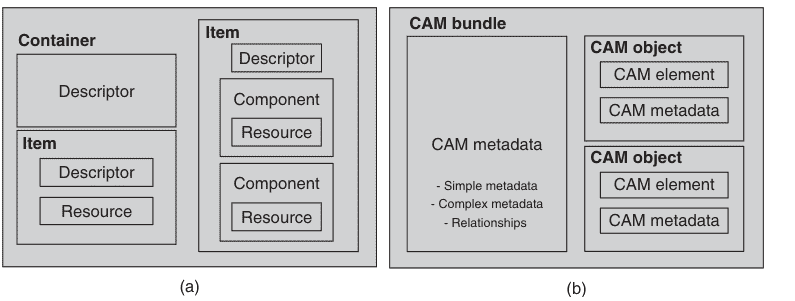 Container
Descriptor
Item
Descriptor
Resource
Item
Descriptor
Component
Resource
Component
Resource
(a)
CAM bundle
CAM metadata
- Simple metadata
- Complex metadata
- Relationships
CAM object
CAM element
CAM metadata
CAM object
CAM element
CAM metadata
(b)